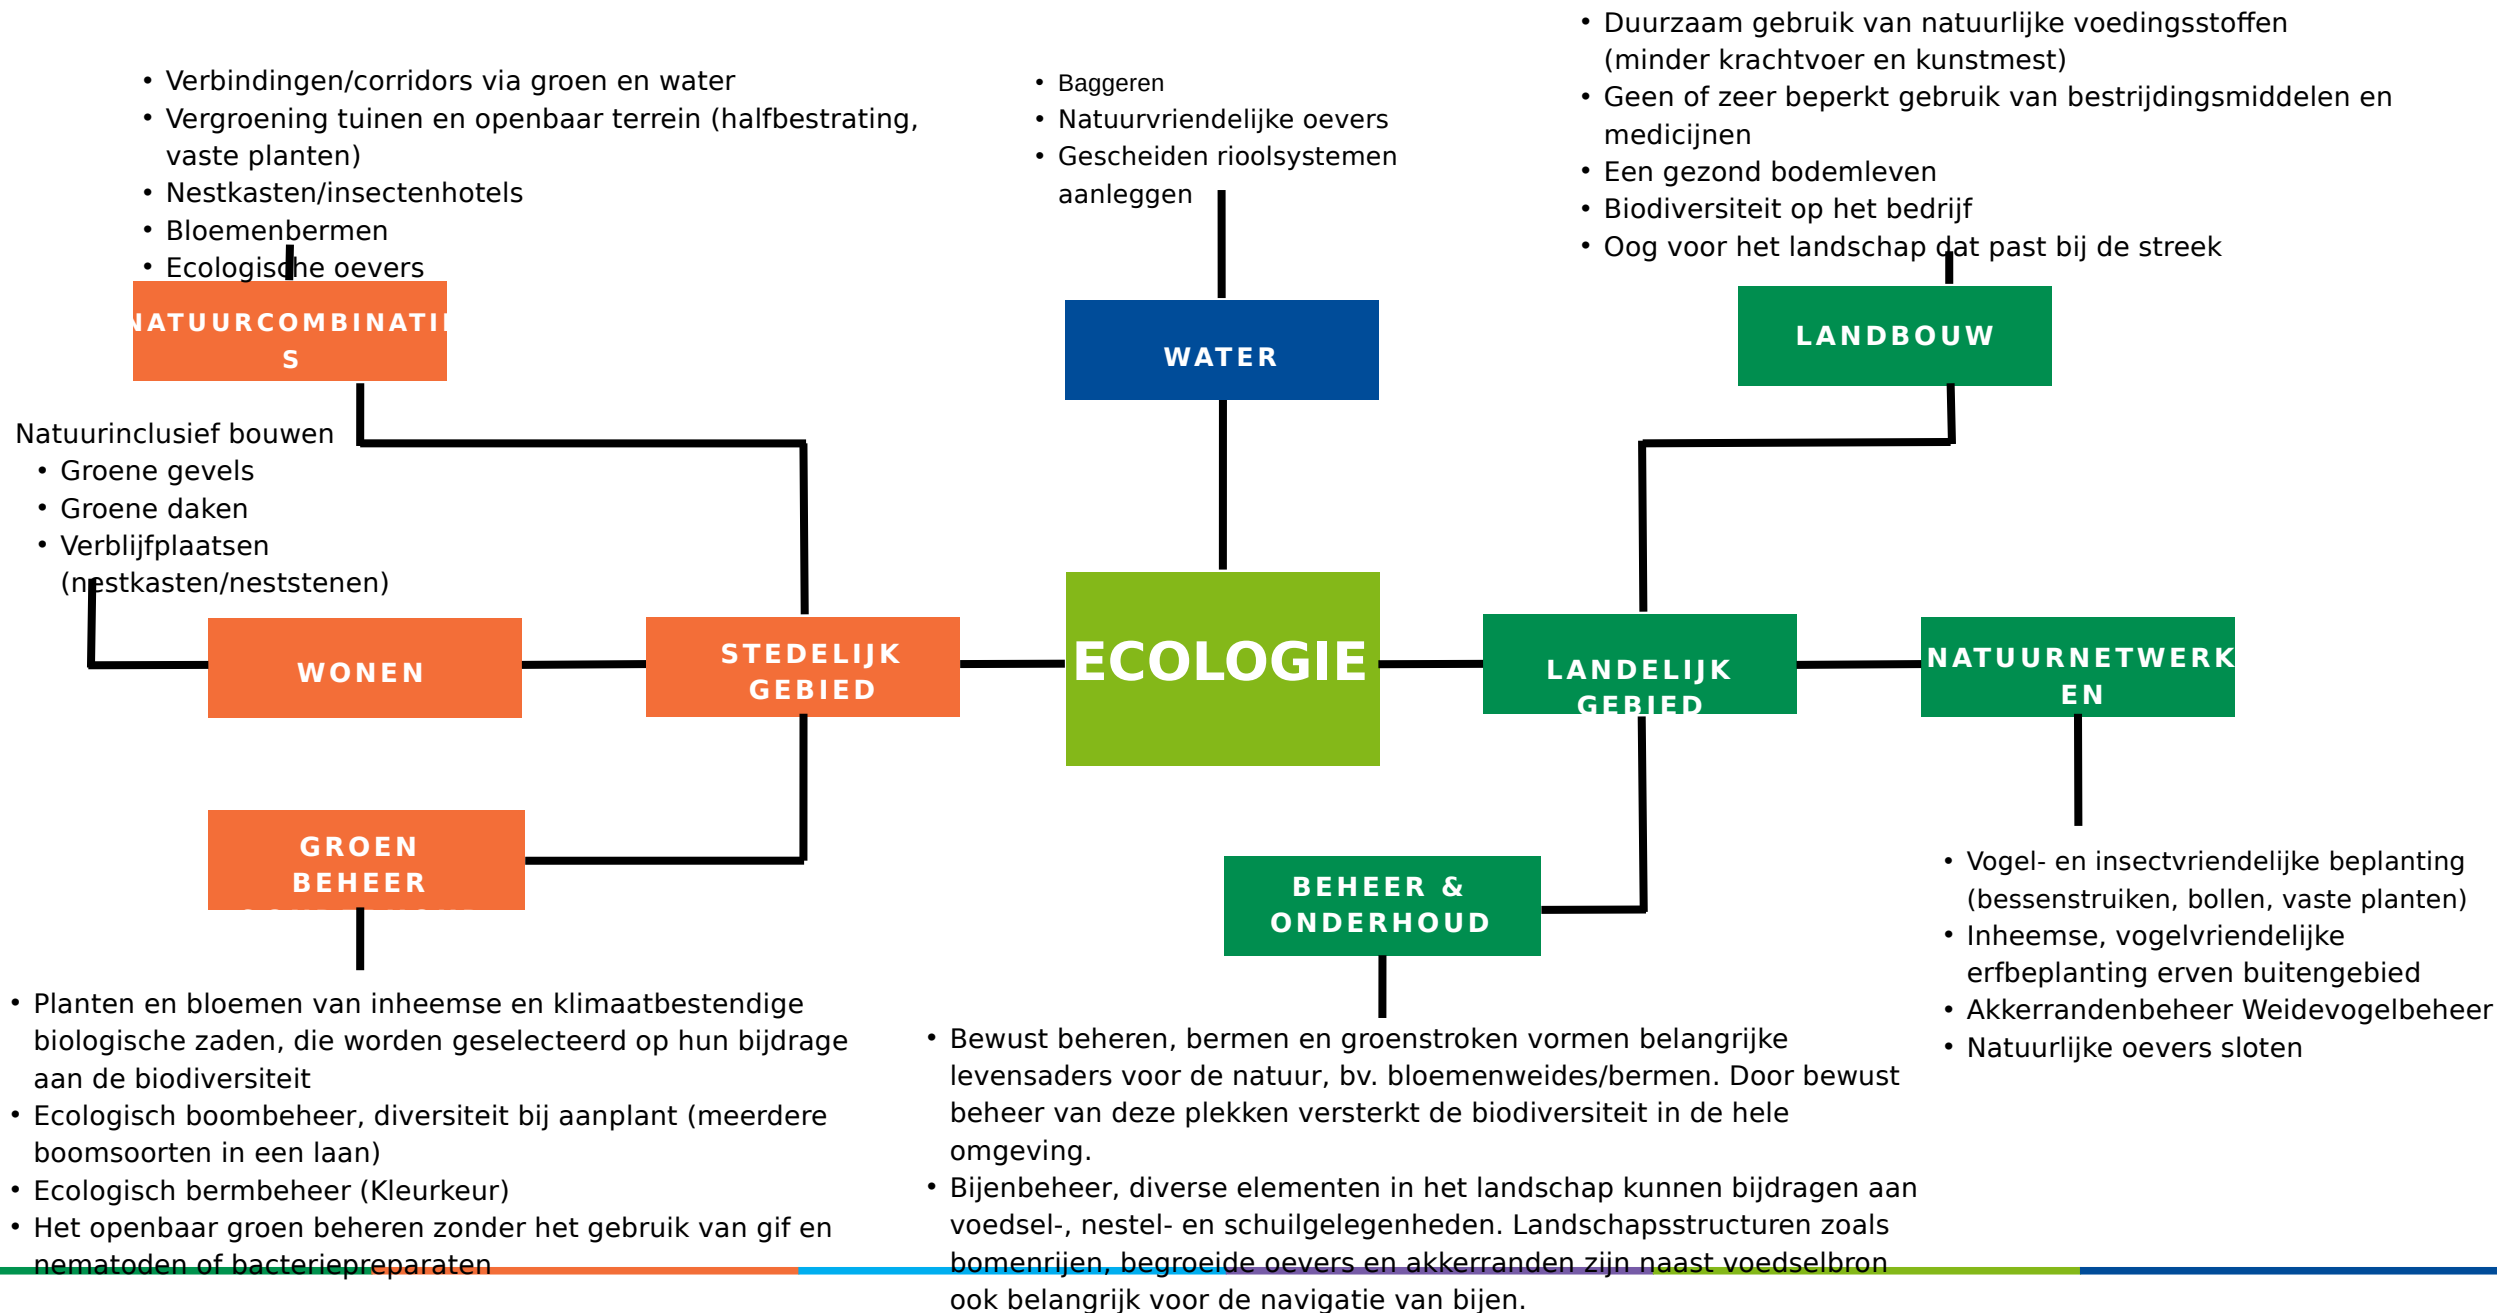 • Verbindingen/corridors via groen en water
• Vergroening tuinen en openbaar terrein (halfbestrating,
vaste planten)
• Nestkasten/insectenhotels
• Bloemenbermen
• Ecologische oevers
• Baggeren
• Natuurvriendelijke oevers
• Gescheiden rioolsystemen
aanleggen
• Duurzaam gebruik van natuurlijke voedingsstoffen
(minder krachtvoer en kunstmest)
• Geen of zeer beperkt gebruik van bestrijdingsmiddelen en
medicijnen
• Een gezond bodemleven
• Biodiversiteit op het bedrijf
• Oog voor het landschap dat past bij de streek
NATUURCOMBINATIE
S
WATER
LANDBOUW
Natuurinclusief bouwen
• Groene gevels
• Groene daken
• Verblijfplaatsen
(nestkasten/neststenen)
WONEN
STEDELIJK
GEBIED
ECOLOGIE
LANDELIJK
GEBIED
NATUURNETWERK
EN
GROEN
BEHEER
BEHEER &
ONDERHOUD
• Vogel- en insectvriendelijke beplanting
(bessenstruiken, bollen, vaste planten)
• Inheemse, vogelvriendelijke
erfbeplanting erven buitengebied
• Akkerrandenbeheer Weidevogelbeheer
• Natuurlijke oevers sloten
• Planten en bloemen van inheemse en klimaatbestendige
biologische zaden, die worden geselecteerd op hun bijdrage
aan de biodiversiteit
• Ecologisch boombeheer, diversiteit bij aanplant (meerdere
boomsoorten in een laan)
• Ecologisch bermbeheer (Kleurkeur)
• Het openbaar groen beheren zonder het gebruik van gif en
nematoden of bacteriepreparaten
• Bewust beheren, bermen en groenstroken vormen belangrijke
levensaders voor de natuur, bv. bloemenweides/bermen. Door bewust
beheer van deze plekken versterkt de biodiversiteit in de hele
omgeving.
• Bijenbeheer, diverse elementen in het landschap kunnen bijdragen aan
voedsel-, nestel- en schuilgelegenheden. Landschapsstructuren zoals
bomenrijen, begroeide oevers en akkerranden zijn naast voedselbron
ook belangrijk voor de navigatie van bijen.